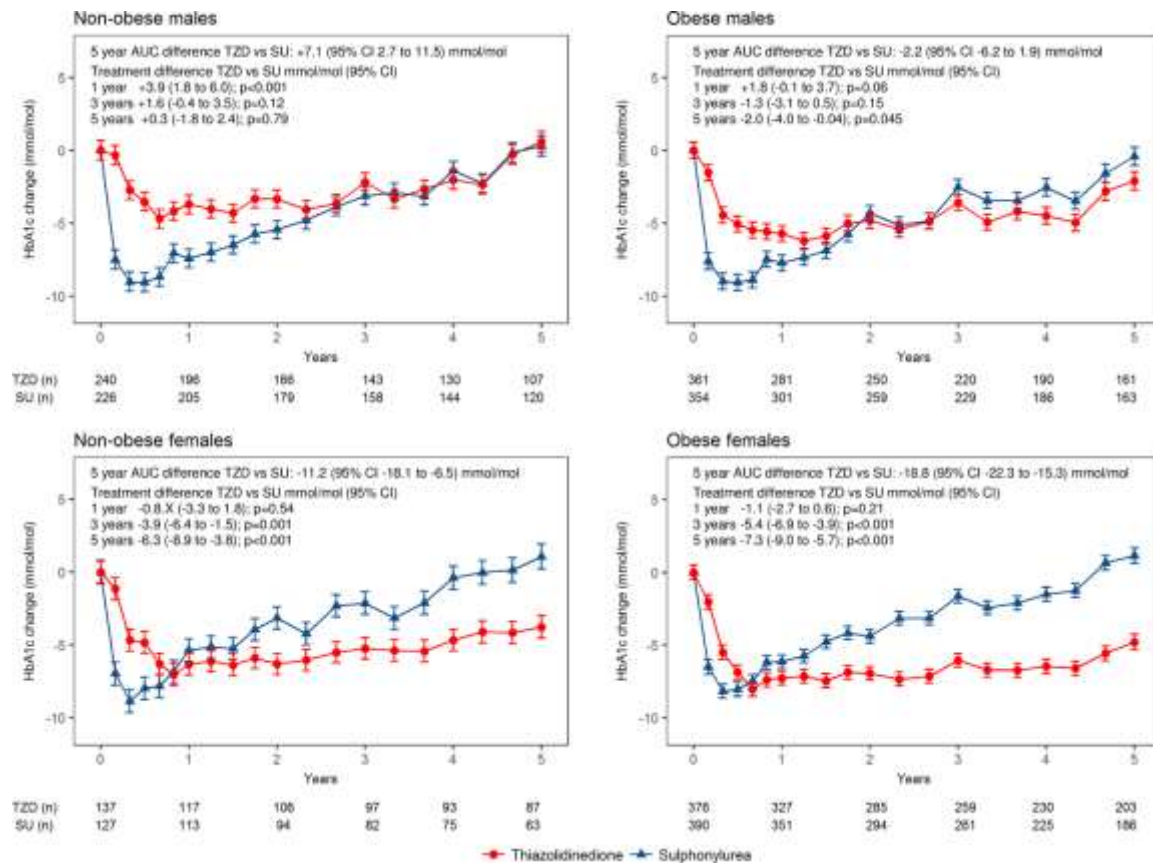 Non-obese males
5 year AUC difference TZD vs SU: +7.1 (95% CI 2.7 to 11.5) mmol/mol
Treatment difference TZD vs SU mmol/mol (95% CI)
1 year +3.9 (1.8 to 6.0); p<0.001
3 years +1.6 (-0.4 to 3.5); p=0.12
5 years +0.3 (-1.8 to 2.4); p=0.79
HbA1c change (mmol/mol)
5
0
-5
-10
0 1 2 3 4 5
Years
TZD (n) 240 196 166 143 130 107
SU (n) 226 205 179 158 144 120
Obese males
5 year AUC difference TZD vs SU: -2.2 (95% CI -6.2 to 1.9) mmol/mol
Treatment difference TZD vs SU mmol/mol (95% CI)
1 year +1.8 (-0.1 to 3.7); p=0.06
3 years -1.3 (-3.1 to 0.5); p=0.15
5 years -2.0 (-4.0 to -0.04); p=0.045
HbA1c change (mmol/mol)
5
0
-5
-10
0 1 2 3 4 5
Years
361 281 250 220 190 161
354 301 259 229 186 163
Non-obese females
5 year AUC difference TZD vs SU: -11.2 (95% CI -16.1 to -6.5) mmol/mol
Treatment difference TZD vs SU mmol/mol (95% CI)
1 year -0.8.X (-3.3 to 1.8); p=0.54
3 years -3.9 (-6.4 to -1.5); p=0.001
5 years -6.3 (-8.9 to -3.8); p<0.001
HbA1c change (mmol/mol)
5
0
-5
-10
0 1 2 3 4 5
Years
TZD (n) 137 117 106 97 93 87
SU (n) 127 113 94 82 75 63
Obese females
5 year AUC difference TZD vs SU: -18.8 (95% CI -22.3 to -15.3) mmol/mol
Treatment difference TZD vs SU mmol/mol (95% CI)
1 year -1.1 (-2.7 to 0.6); p=0.21
3 years -5.4 (-6.9 to -3.9); p<0.001
5 years -7.3 (-9.0 to -5.7); p<0.001
HbA1c change (mmol/mol)
5
0
-5
-10
0 1 2 3 4 5
Years
376 327 285 259 230 203
390 351 294 261 225 186
Thiazolidinedione Sulphonylurea